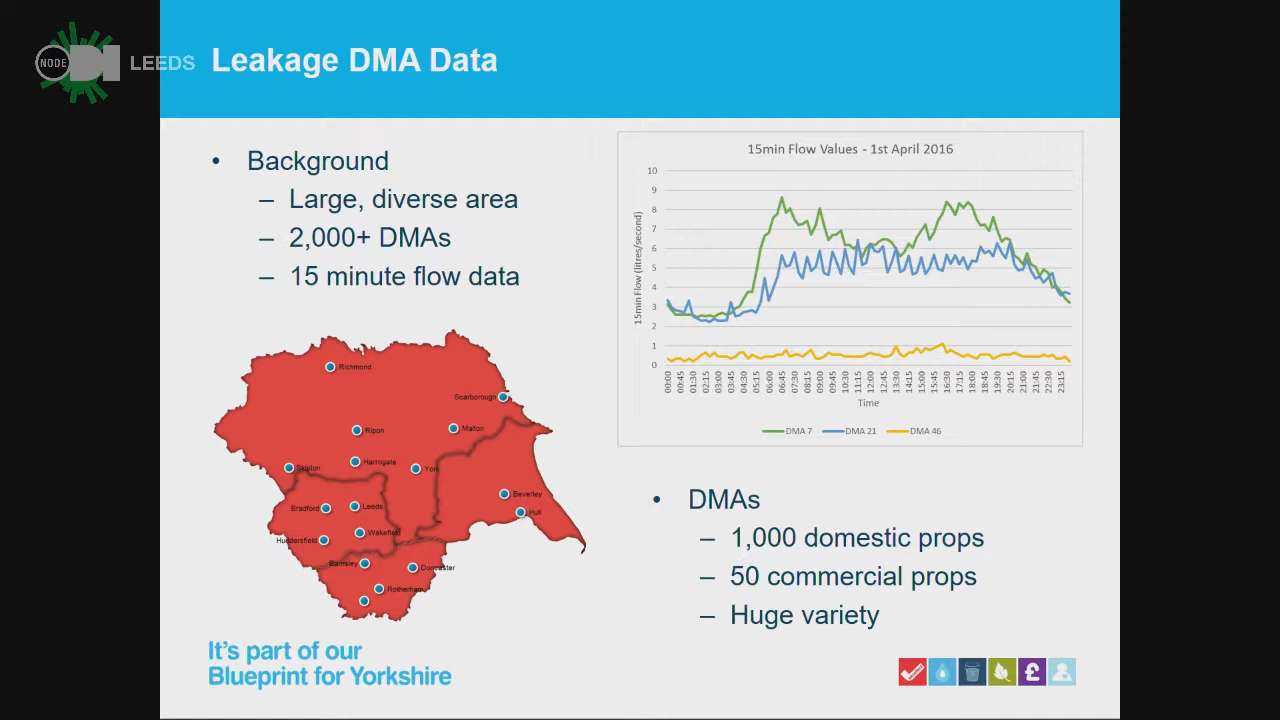 NODE
LEEDS
Leakage DMA Data
• Background
– Large, diverse area
– 2,000+ DMAs
– 15 minute flow data
15min Flow Values - 1st April 2016
15min Flow (litres/second)
10
9
8
7
6
5
4
3
2
1
0
00:00 00:45 01:30 02:15 03:00 03:45 04:30 05:15 06:00 06:45 07:30 08:15 09:00 09:45 10:30 11:15 12:00 12:45 13:30 14:15 15:00 15:45 16:30 17:15 18:00 18:45 19:30 20:15 21:00 21:45 22:30 23:15
Time
DMA 7 DMA 21 DMA 46
Richmond
Scarborough
Ripon
Malton
Harrogate
Skipton
York
Beverley
Bradford
Leeds
Hull
Wakefield
Huddersfield
Barnsley
Doncaster
Rotherham
• DMAs
– 1,000 domestic props
– 50 commercial props
– Huge variety
It's part of our
Blueprint for Yorkshire
£